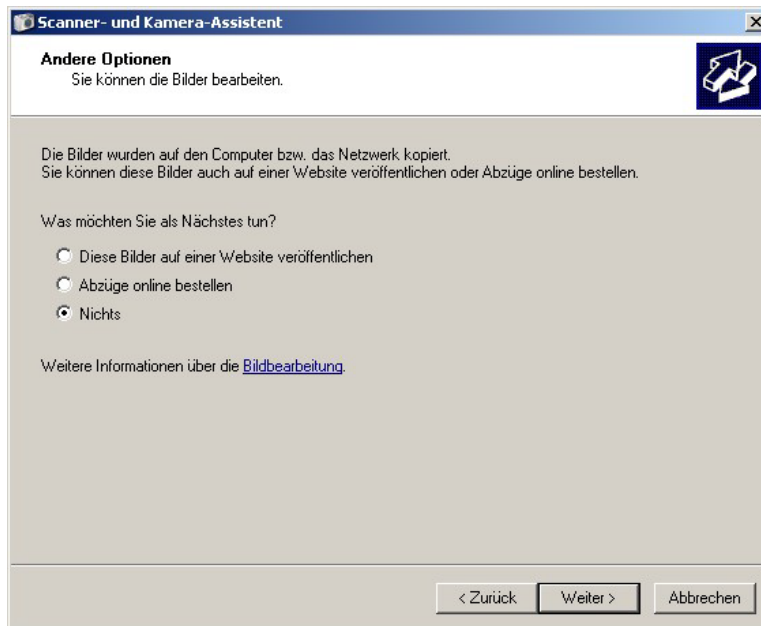 Scanner- und Kamera-Assistent
Andere Optionen
Sie können die Bilder bearbeiten.
Die Bilder wurden auf den Computer bzw. das Netzwerk kopiert.
Sie können diese Bilder auch auf einer Website veröffentlichen oder Abzüge online bestellen.
Was möchten Sie als Nächstes tun?
Diese Bilder auf einer Website veröffentlichen
Abzüge online bestellen
Nichts
Weitere Informationen über die Bildbearbeitung.
< Zurück Weiter > Abbrechen